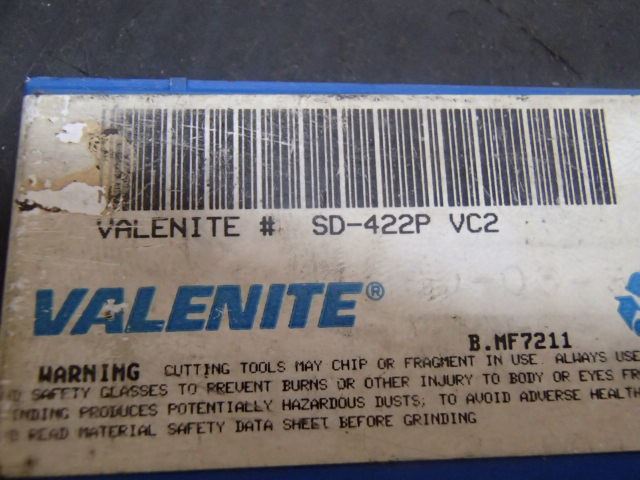 VALENITE # SD-422P VC2
VALENITE®
B.MF7211
WARNING CUTTING TOOLS MAY CHIP OR FRAGMENT IN USE. ALWAYS USE
SAFETY GLASSES TO PREVENT BURNS OR OTHER INJURY TO BODY OR EYES
PRODUCES POTENTIALLY HAZARDOUS DUSTS; TO AVOID ADVERSE HEALTH
READ MATERIAL SAFETY DATA SHEET BEFORE GRINDING